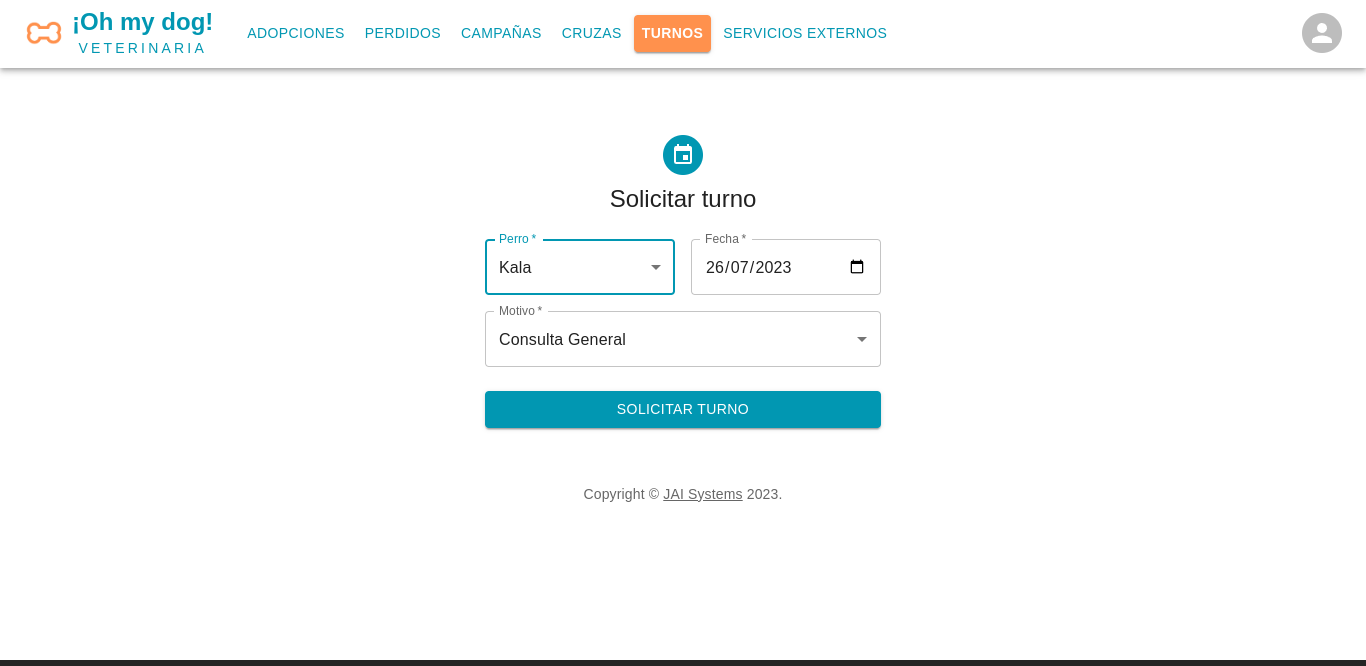 ¡Oh my dog!
VETERINARIA
ADOPCIONES PERDIDOS CAMPAÑAS CRUZAS TURNOS SERVICIOS EXTERNOS
Solicitar turno
Perro *
Kala
Fecha *
26/07/2023
Motivo *
Consulta General
SOLICITAR TURNO
Copyright © JAI Systems 2023.